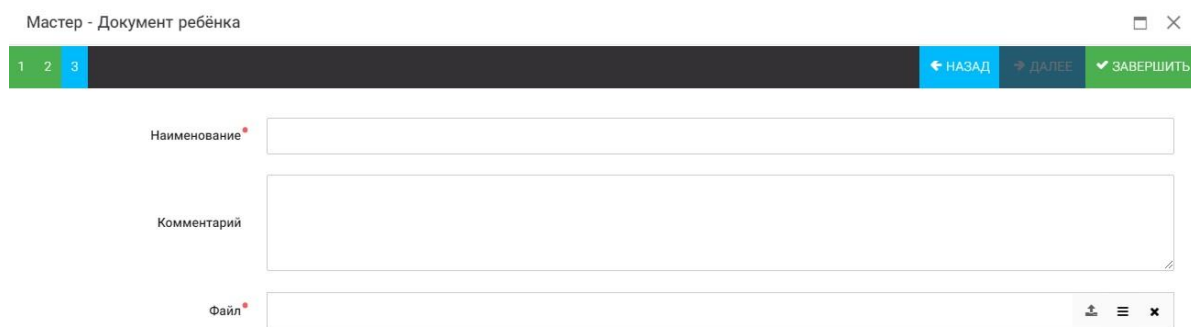 Мастер - Документ ребёнка
1 2 3 НАЗАД ДАЛЕЕ ЗАВЕРШИТЬ
Наименование
Комментарий
Файл